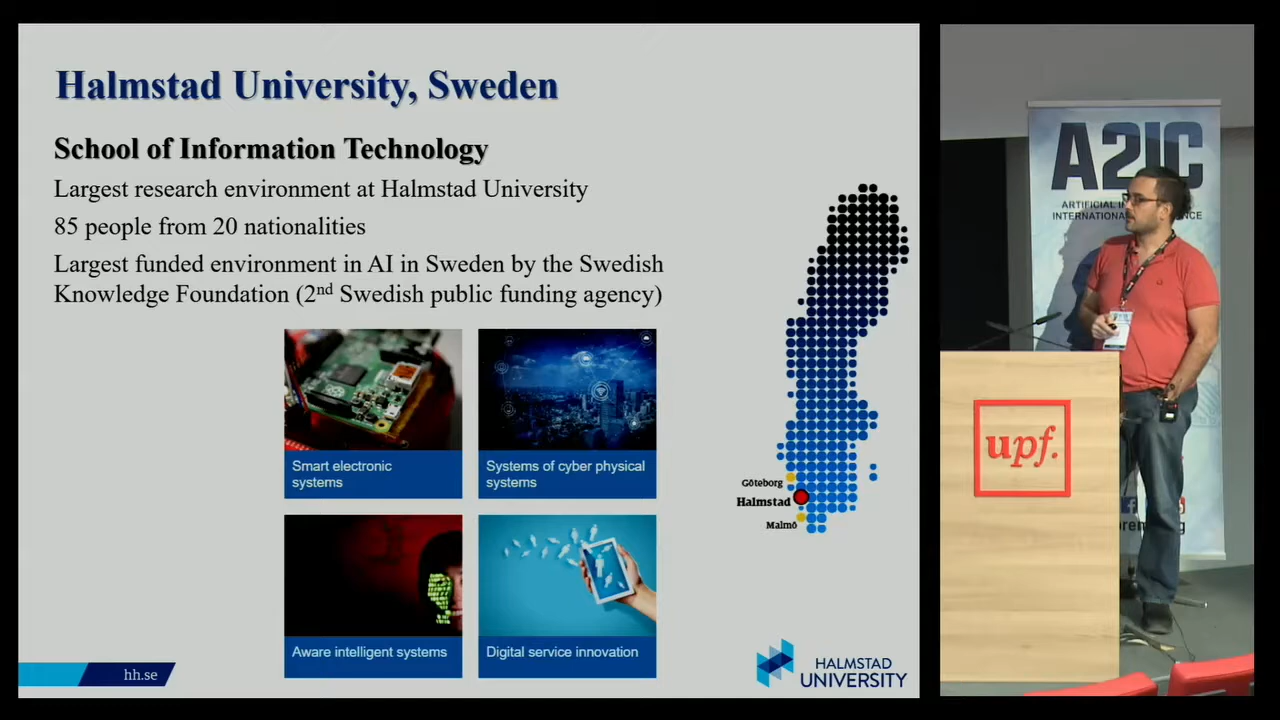 Halmstad University, Sweden
School of Information Technology
Largest research environment at Halmstad University
85 people from 20 nationalities
Largest funded environment in AI in Sweden by the Swedish
Knowledge Foundation (2nd Swedish public funding agency)
Smart electronic
systems
Systems of cyber physical
systems
Aware intelligent systems
Digital service innovation
Göteborg
Halmstad
Malmö
hh.se
HALMSTAD
UNIVERSITY
A2IC
ARTIFICIAL
INTERNATIONAL
upf.